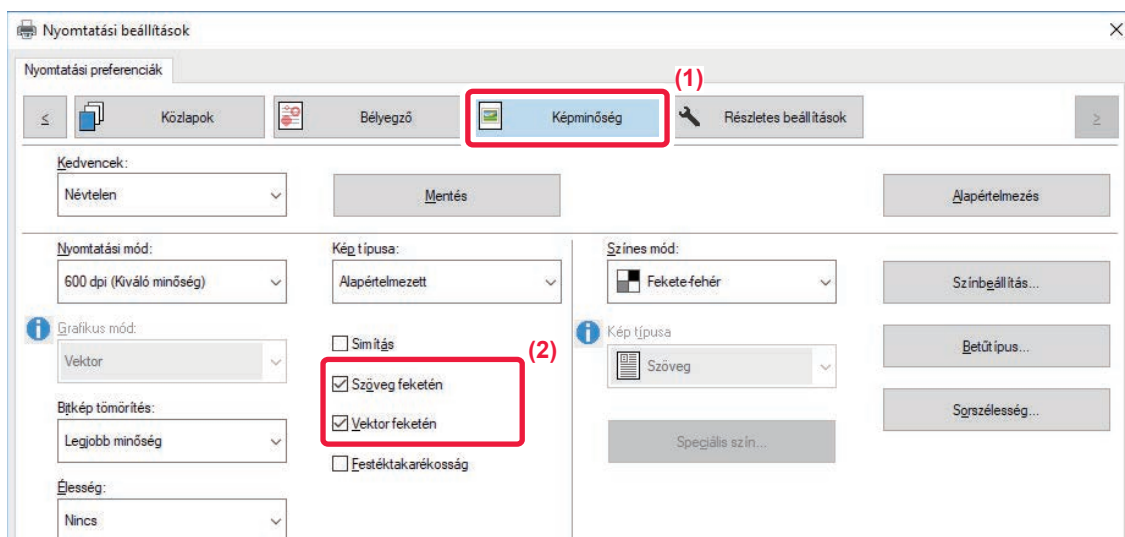 Nyomtatási beállítások
Nyomtatási preferenciák
(1)
≤ Közlapok Bélyegző Képminőség Részletes beállítások ≥
Kedvencek:
Névtelen Mentés Alapértelmezés
Nyomtatási mód: Kép típusa: Színes mód:
600 dpi (Kiváló minőség) Alapértelmezett Fekete-fehér Színbeállítás...
Grafikus mód: Kép típusa
Simítás (2) Betűtípus...
Vektor Szöveg
Szöveg feketén
Bitkép tömörítés: Sorszélesség...
Vektor feketén
Legjobb minőség Speciális szín...
Festéktakarékosság
Élesség:
Nincs